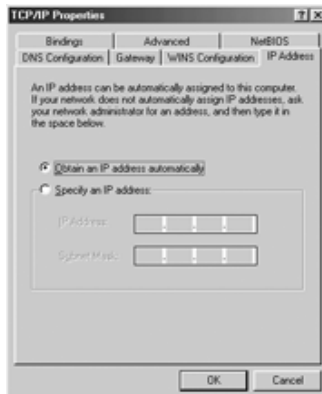 TCP/IP Properties
Bindings Advanced NetBIOS
DNS Configuration Gateway WINS Configuration IP Address
An IP address can be automatically assigned to this computer.
If your network does not automatically assign IP addresses, ask
your network administrator for an address, and then type it in
the space below.
Obtain an IP address automatically
Specify an IP address:
IP Address:
Subnet Mask:
OK Cancel